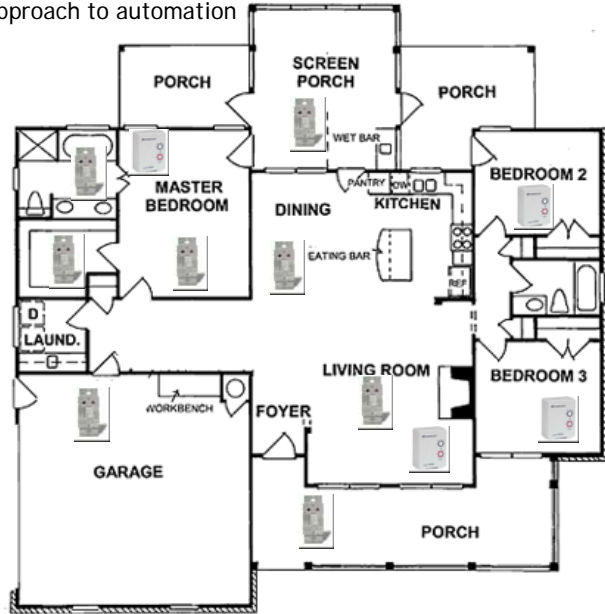 pproach to automation
SCREEN
PORCH
PORCH
PORCH
WET BAR
MASTER
BEDROOM
PANTRY
DW
KITCHEN
BEDROOM 2
DINING
EATING BAR
REF
D
LAUND.
LIVING ROOM
BEDROOM 3
WORKBENCH
FOYER
GARAGE
PORCH